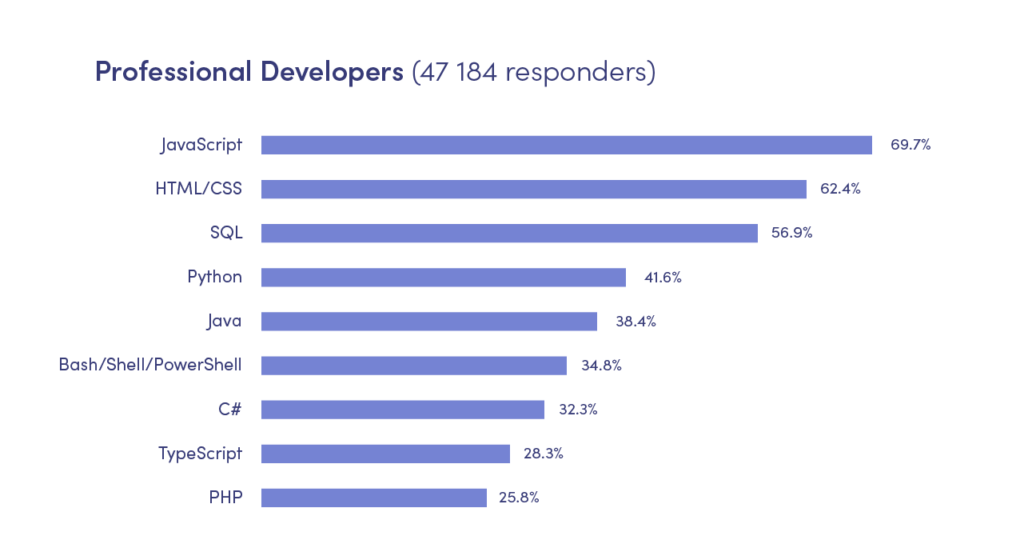 Professional Developers (47 184 responders)
JavaScript 69.7%
HTML/CSS 62.4%
SQL 56.9%
Python 41.6%
Java 38.4%
Bash/Shell/PowerShell 34.8%
C# 32.3%
TypeScript 28.3%
PHP 25.8%